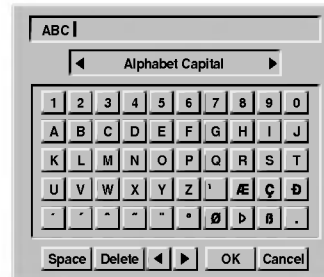 ABC
Alphabet Capital
1 2 3 4 5 6 7 8 9 0
A B C D E F G H I J
K L M N O P Q R S T
U V W X Y Z Æ Ç Ð
´ ˊ ˆ ˜ ¨ ° Ø Þ ß .
Space Delete ◀ ▶ OK Cancel